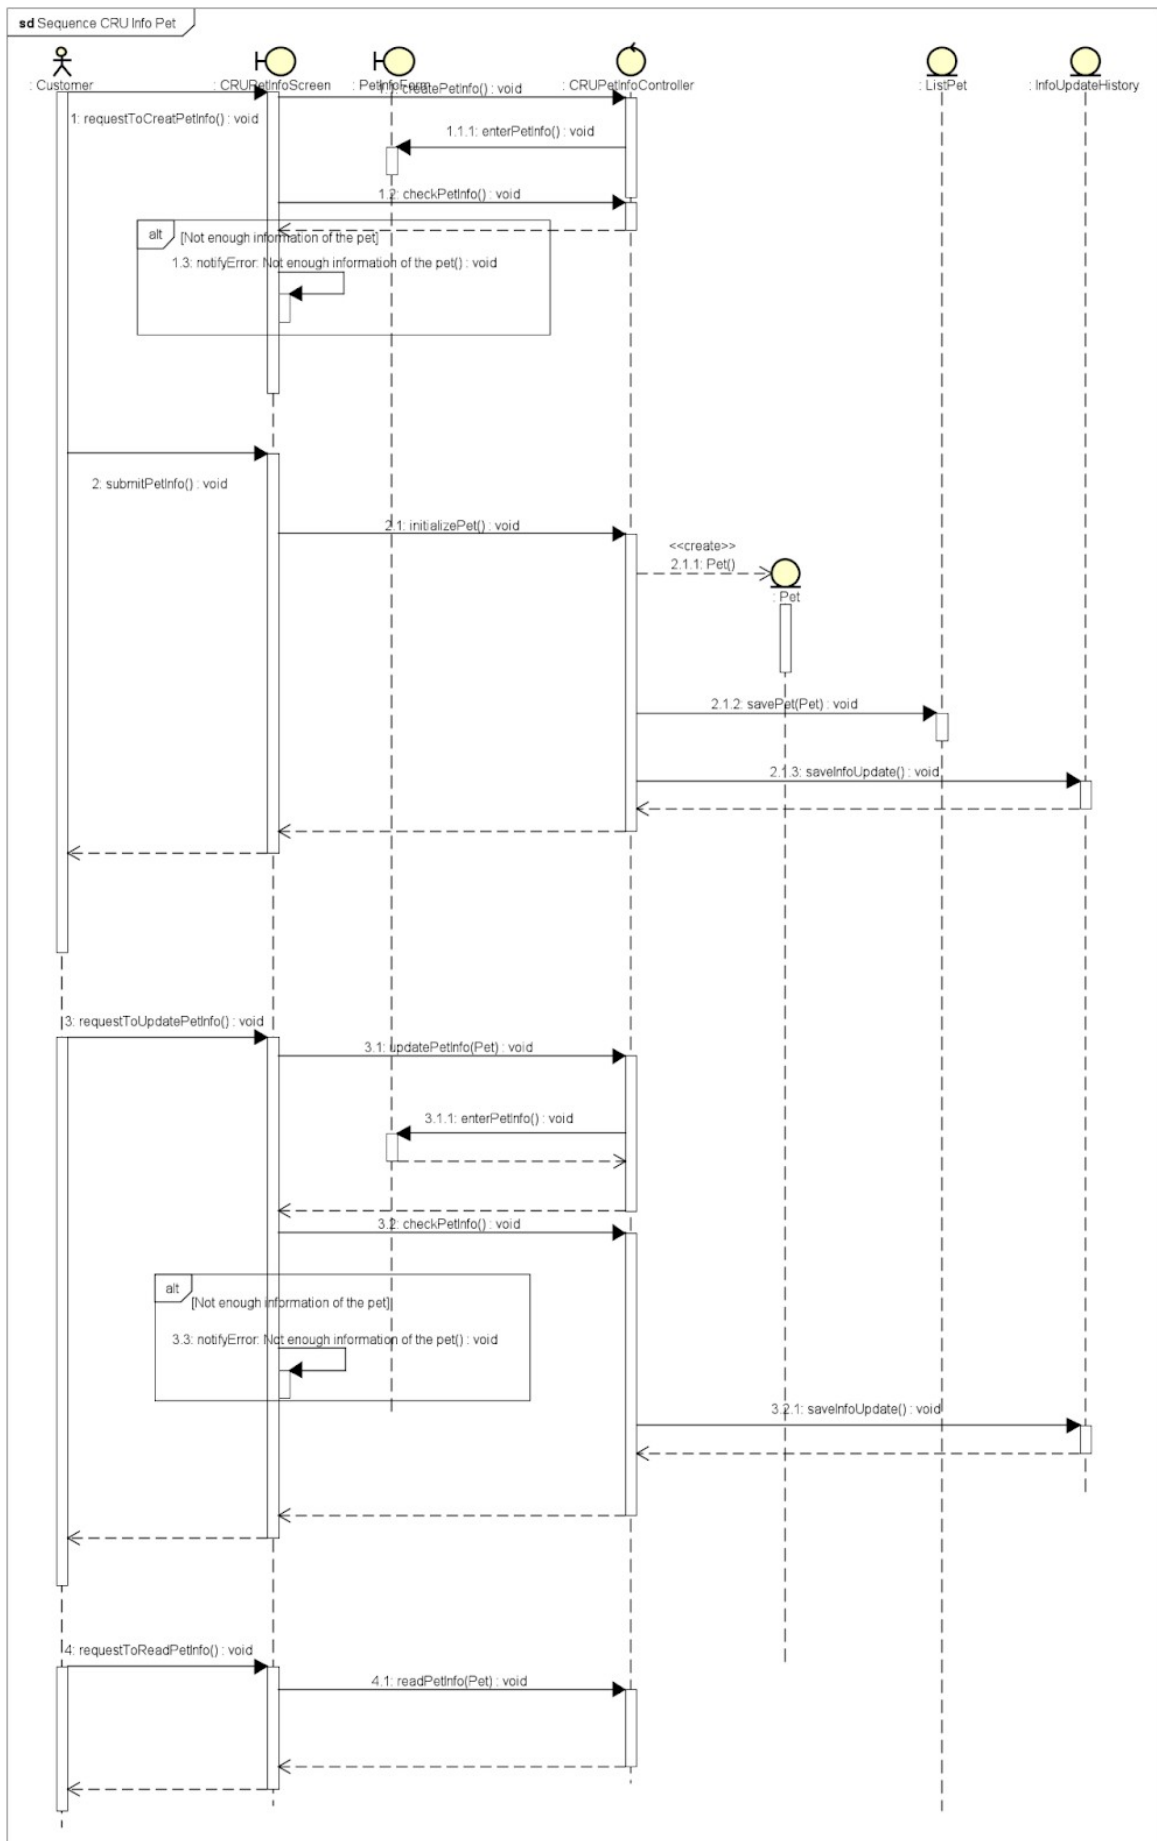 sd Sequence CRU Info Pet
: Customer
: CRUPetInfoScreen
: PetInfoForm
: CRUPetInfoController
: ListPet
: InfoUpdateHistory
1.1: createPetInfo() : void
1: requestToCreatPetInfo() : void
1.1.1: enterPetInfo() : void
1.2: checkPetInfo() : void
alt
[Not enough information of the pet]
1.3: notifyError: Not enough information of the pet() : void
2: submitPetInfo() : void
2.1: initializePet() : void
<<create>>
2.1.1: Pet()
: Pet
2.1.2: savePet(Pet) : void
2.1.3: saveInfoUpdate() : void
3: requestToUpdatePetInfo() : void
3.1: updatePetInfo(Pet) : void
3.1.1: enterPetInfo() : void
3.2: checkPetInfo() : void
alt
[Not enough information of the pet]
3.3: notifyError: Not enough information of the pet() : void
3.2.1: saveInfoUpdate() : void
4: requestToReadPetInfo() : void
4.1: readPetInfo(Pet) : void